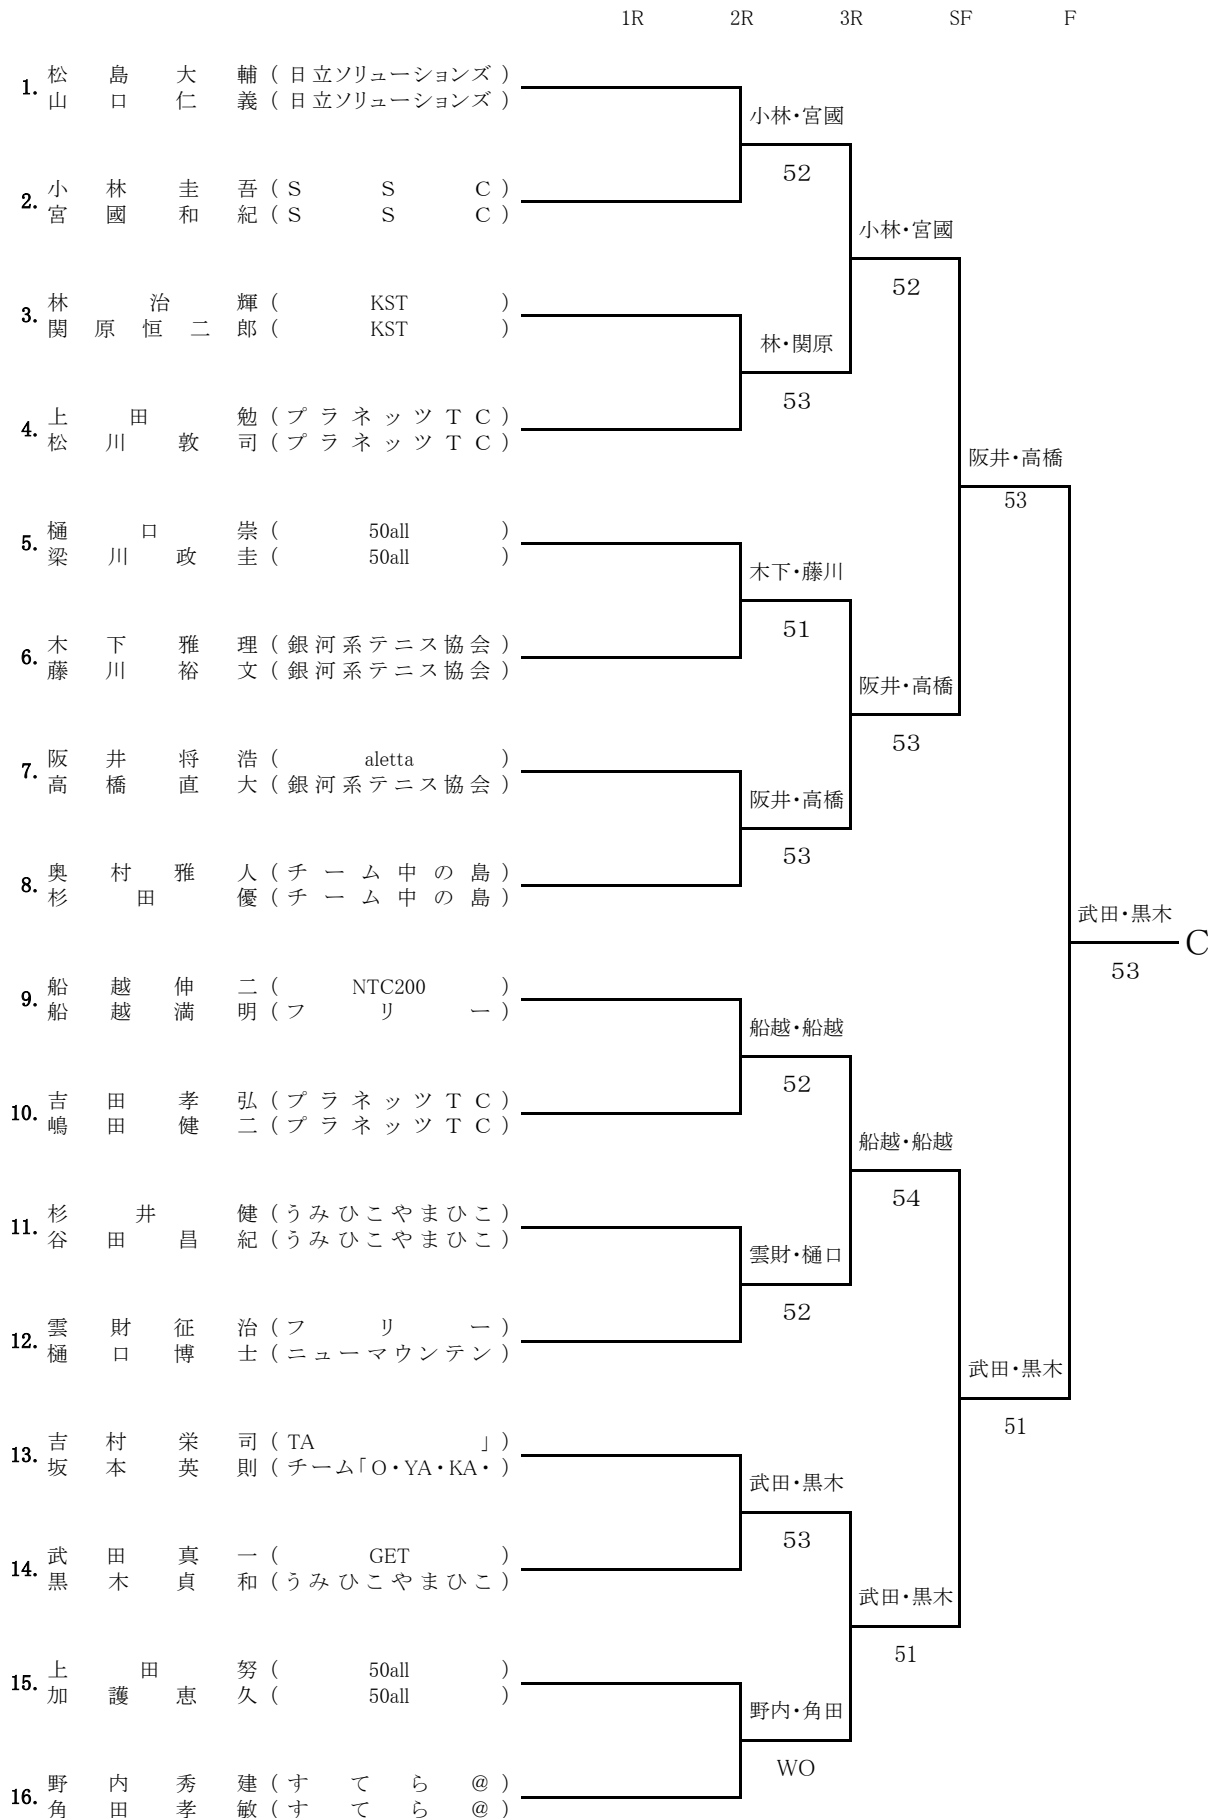 1R 2R 3R SF F
1. 松島大輔(日立ソリューションズ)
山口仁義(日立ソリューションズ)
小林・宮國
52
2. 小林圭吾(SSC)
宮國和紀(SSC)
小林・宮國
52
3. 林治輝(KST)
関原恒二郎(KST)
林・関原
53
4. 上田勉(プラネッツTC)
松川敦司(プラネッツTC)
阪井・高橋
53
5. 樋口崇(50all)
梁川政圭(50all)
木下・藤川
51
6. 木下雅理(銀河系テニス協会)
藤川裕文(銀河系テニス協会)
阪井・高橋
53
7. 阪井将浩(aletta)
高橋直大(銀河系テニス協会)
阪井・高橋
53
8. 奥村雅人(チーム中の島)
杉田優(チーム中の島)
武田・黒木
C
53
9. 船越伸二(NTC200)
船越満明(フリー)
船越・船越
52
10. 吉田孝弘(プラネッツTC)
嶋田健二(プラネッツTC)
船越・船越
54
11. 杉井健(うみひこやまひこ)
谷田昌紀(うみひこやまひこ)
雲財・樋口
52
12. 雲財征治(フリー)
樋口博士(ニューマウンテン)
武田・黒木
51
13. 吉村栄司(TA」)
坂本英則(チーム「O・YA・KA・)
武田・黒木
53
14. 武田真一(GET)
黒木貞和(うみひこやまひこ)
武田・黒木
51
15. 上田努(50all)
加護恵久(50all)
野内・角田
WO
16. 野内秀建(すてら@)
角田孝敏(すてら@)